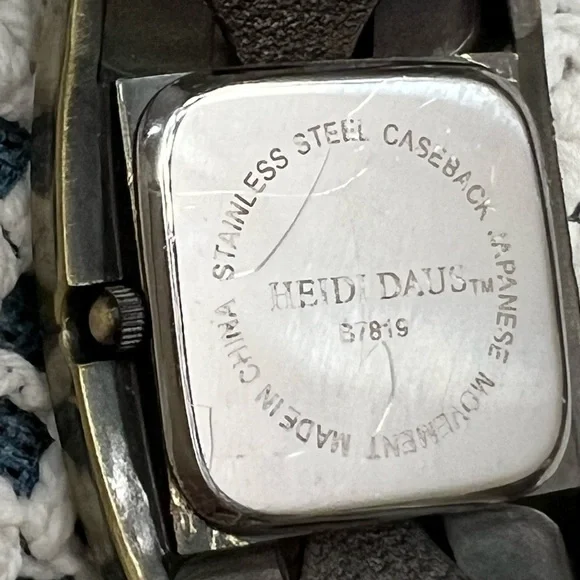 STAINLESS STEEL CASEBACK JAPANESE MOVEMENT MADE IN CHINA
HEIDI DAUS™
B7819